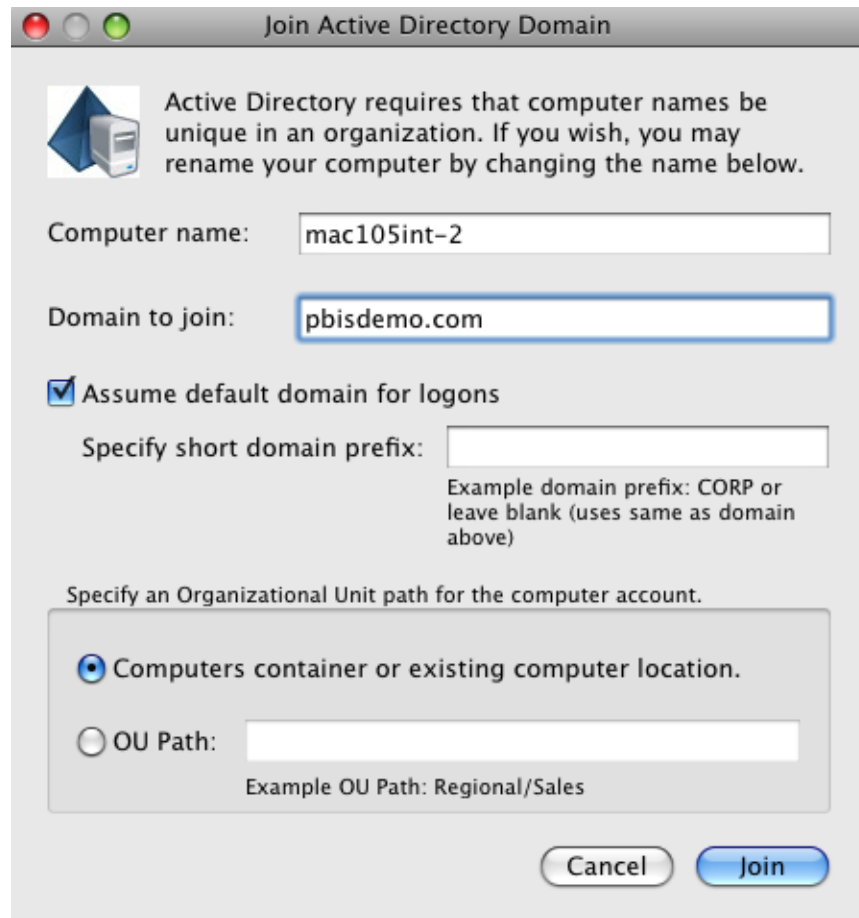 Join Active Directory Domain
Active Directory requires that computer names be
unique in an organization. If you wish, you may
rename your computer by changing the name below.
Computer name: mac105int-2
Domain to join: pbisdemo.com
Assume default domain for logons
Specify short domain prefix:
Example domain prefix: CORP or
leave blank (uses same as domain
above)
Specify an Organizational Unit path for the computer account.
Computers container or existing computer location.
OU Path:
Example OU Path: Regional/Sales
Cancel Join